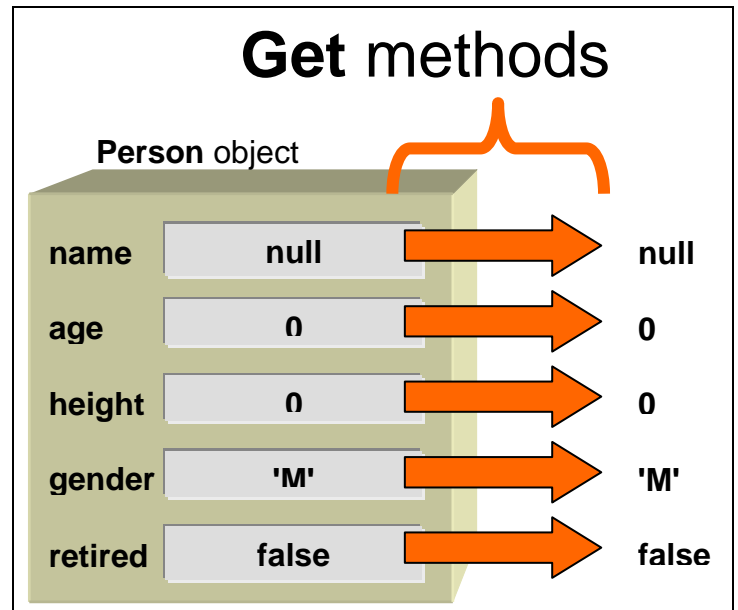 Get methods
Person object
name null null
age 0 0
height 0 0
gender 'M' 'M'
retired false false